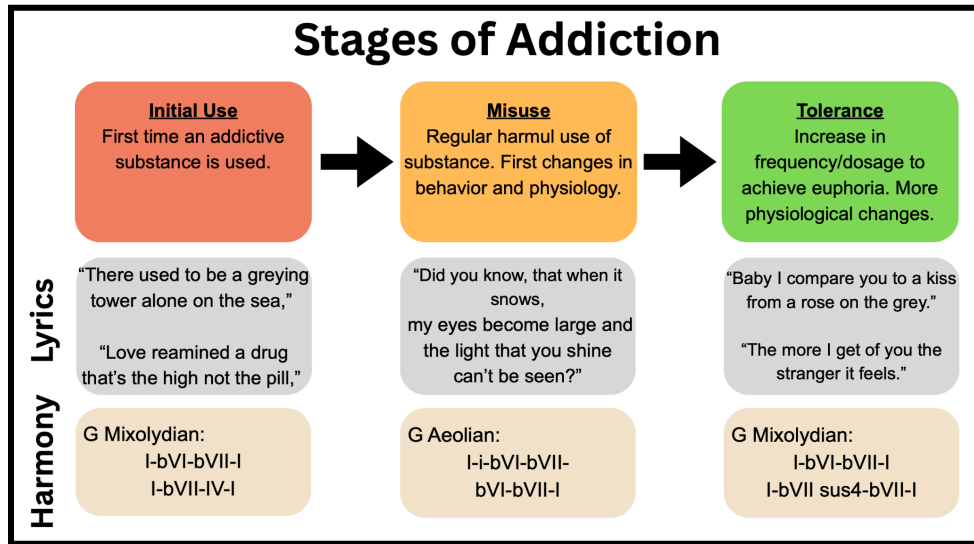 Stages of Addiction
Initial Use
First time an addictive
substance is used.
Misuse
Regular harmul use of
substance. First changes in
behavior and physiology.
Tolerance
Increase in
frequency/dosage to
achieve euphoria. More
physiological changes.
Lyrics
“There used to be a greying
tower alone on the sea,”
“Love reamined a drug
that’s the high not the pill,”
“Did you know, that when it
snows,
my eyes become large and
the light that you shine
can’t be seen?”
“Baby I compare you to a kiss
from a rose on the grey.”
“The more I get of you the
stranger it feels.”
Harmony
G Mixolydian:
I-bVI-bVII-I
I-bVII-IV-I
G Aeolian:
I-i-bVI-bVII-
bVI-bVII-I
G Mixolydian:
I-bVI-bVII-I
I-bVII sus4-bVII-I